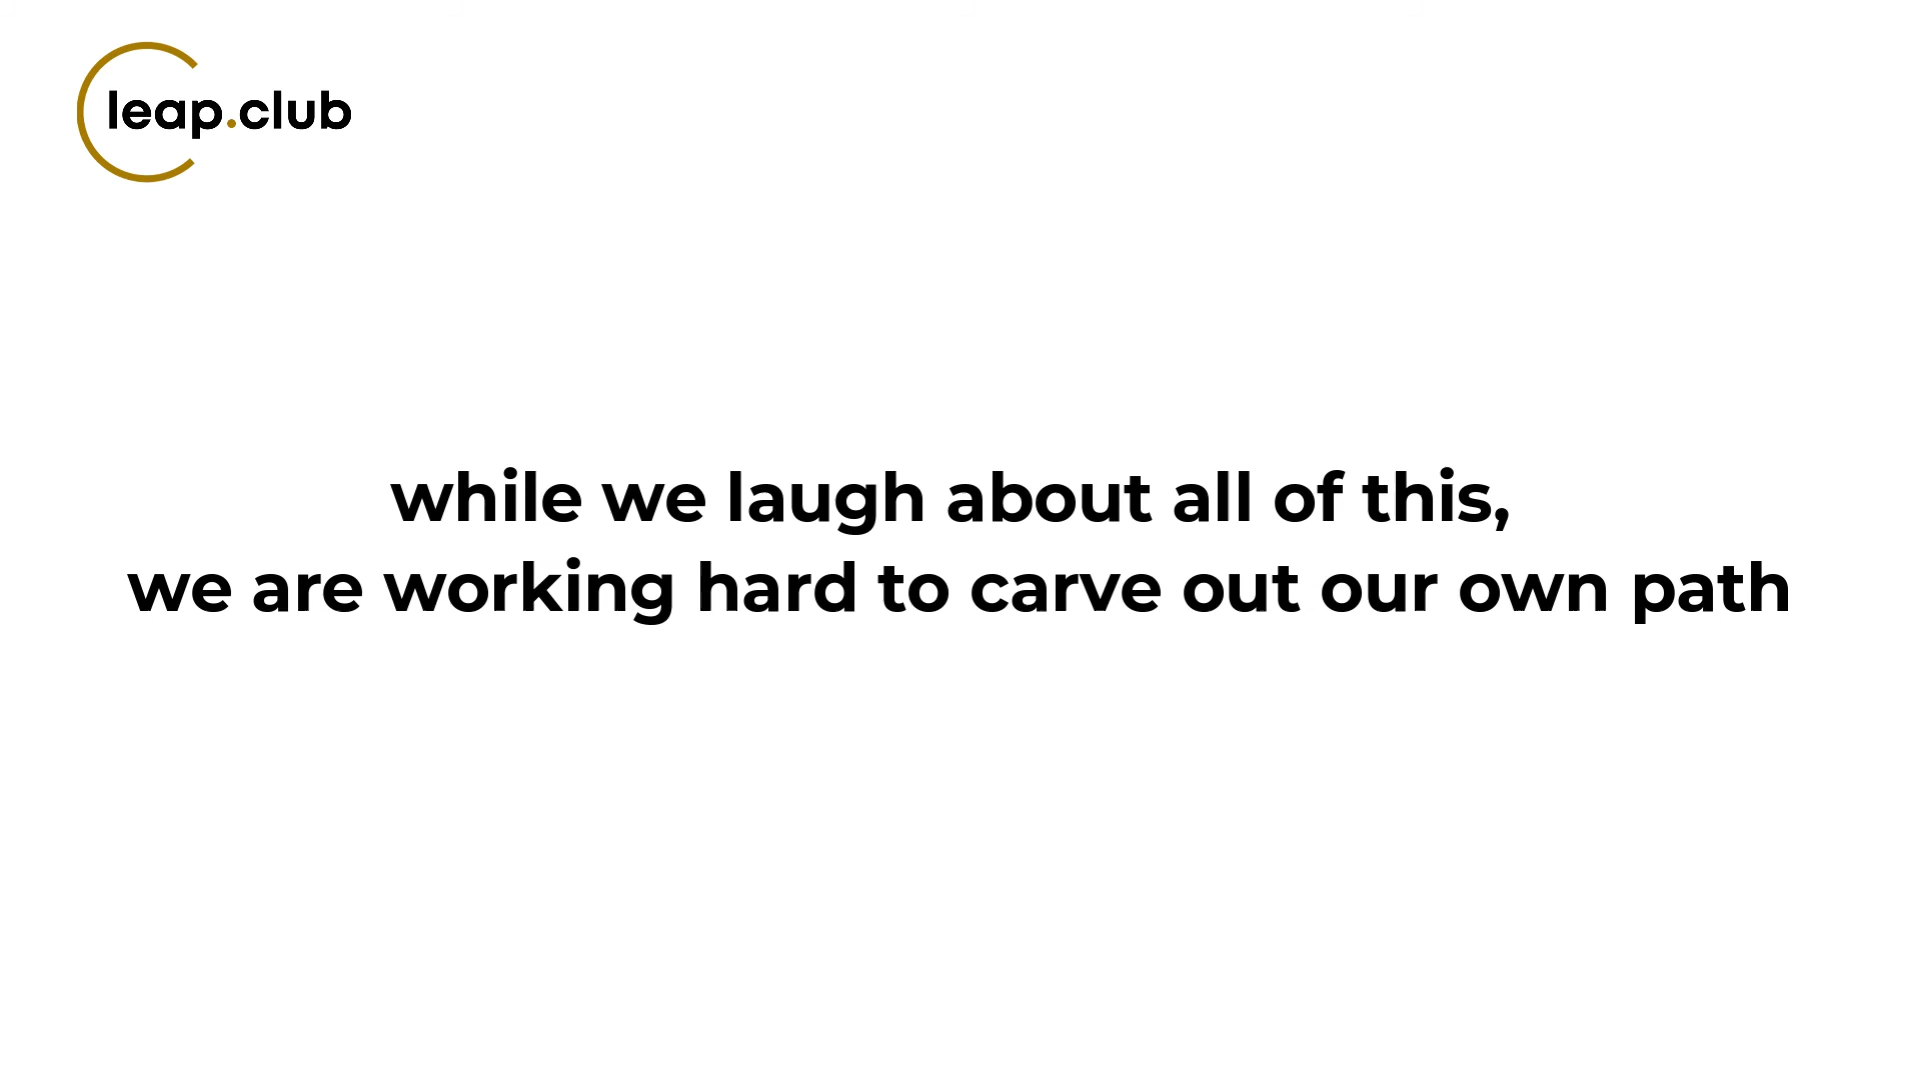 leap.club
while we laugh about all of this,
we are working hard to carve out our own path